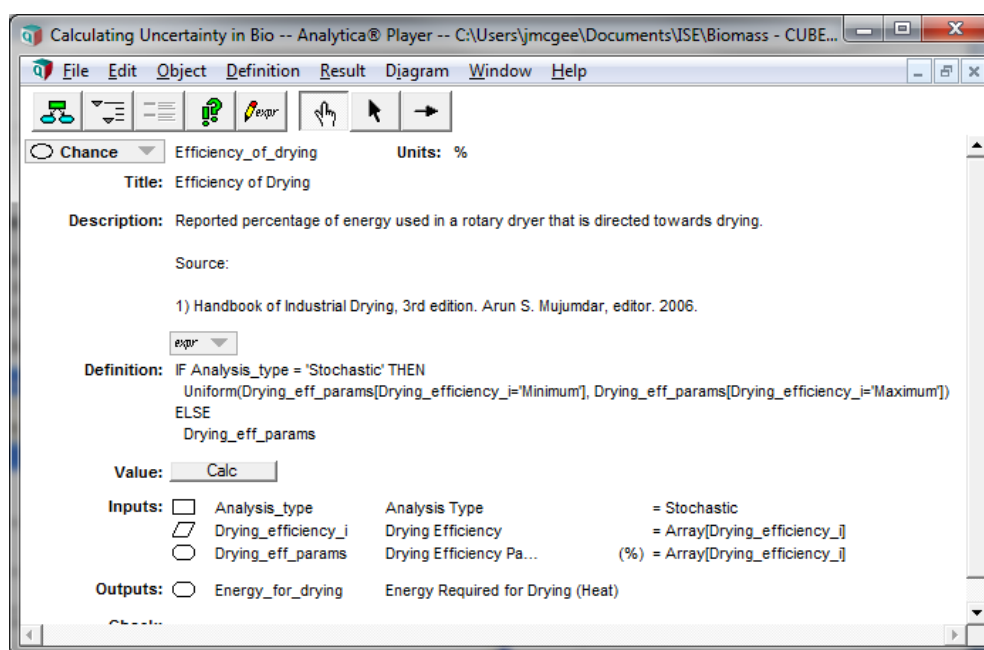 Calculating Uncertainty in Bio -- Analytica® Player -- C:\Users\jmcgee\Documents\ISE\Biomass - CUBE...
File Edit Object Definition Result Diagram Window Help
expr
Chance Efficiency_of_drying Units: %
Title: Efficiency of Drying
Description: Reported percentage of energy used in a rotary dryer that is directed towards drying.
Source:
1) Handbook of Industrial Drying, 3rd edition. Arun S. Mujumdar, editor. 2006.
expr
Definition: IF Analysis_type = 'Stochastic' THEN
Uniform(Drying_eff_params[Drying_efficiency_i='Minimum'], Drying_eff_params[Drying_efficiency_i='Maximum'])
ELSE
Drying_eff_params
Value: Calc
Inputs: Analysis_type Analysis Type = Stochastic
Drying_efficiency_i Drying Efficiency = Array[Drying_efficiency_i]
Drying_eff_params Drying Efficiency Pa... (%) = Array[Drying_efficiency_i]
Outputs: Energy_for_drying Energy Required for Drying (Heat)